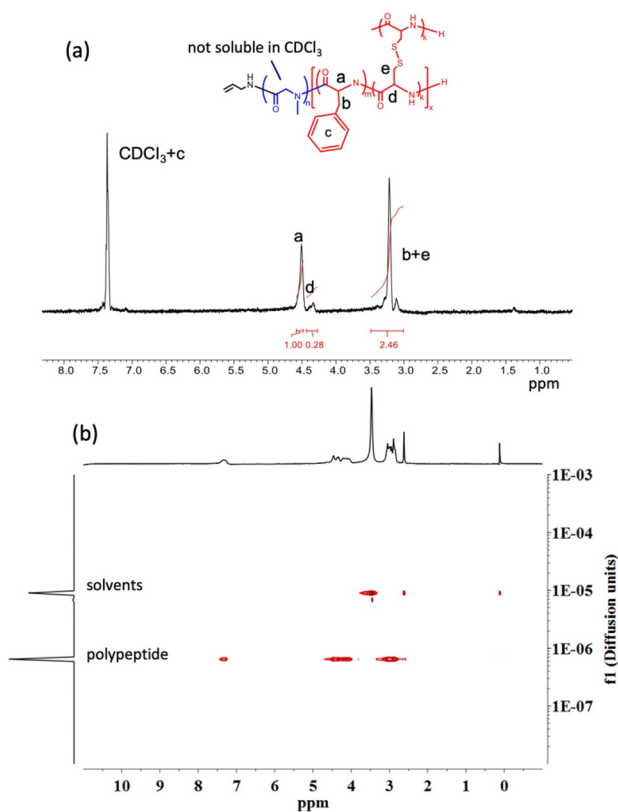 (a)
not soluble in CDCl₃
NH
O
N
n
O
a
N
H
b
c
m
O
d
N
H
k
e
S
S
O
H
N
k
H
H
x
CDCl₃+c
a
d
b+e
1.00 0.28 2.46
8.0 7.5 7.0 6.5 6.0 5.5 5.0 4.5 4.0 3.5 3.0 2.5 2.0 1.5 1.0
ppm
(b)
solvents
polypeptide
1E-03
1E-04
1E-05
1E-06
1E-07
f1 (Diffusion units)
10 9 8 7 6 5 4 3 2 1 0
ppm